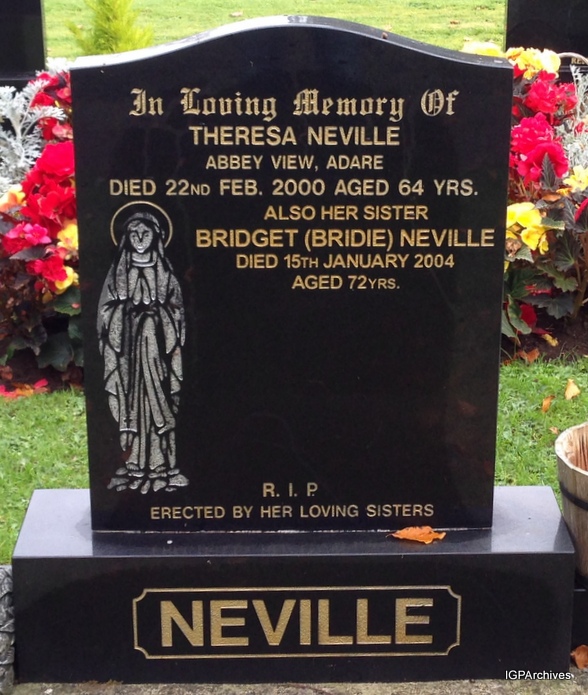 In Loving Memory Of
THERESA NEVILLE
ABBEY VIEW, ADARE
DIED 22ND FEB. 2000 AGED 64 YRS.
ALSO HER SISTER
BRIDGET (BRIDIE) NEVILLE
DIED 15TH JANUARY 2004
AGED 72YRS.
R. I. P.
ERECTED BY HER LOVING SISTERS
NEVILLE
IGPArchives